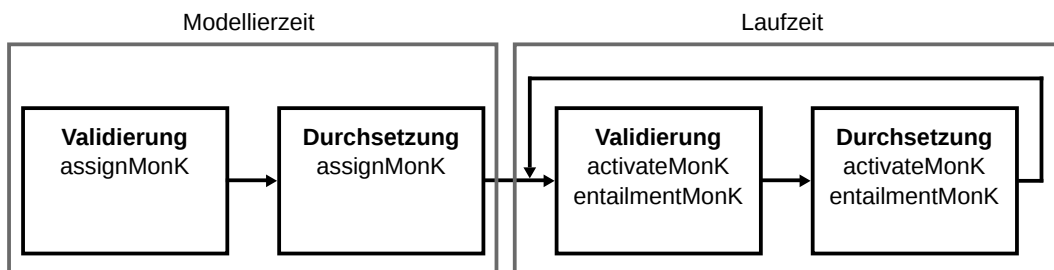 Modellierzeit
Laufzeit
Validierung
assignMonK
Durchsetzung
assignMonK
Validierung
activateMonK
entailmentMonK
Durchsetzung
activateMonK
entailmentMonK